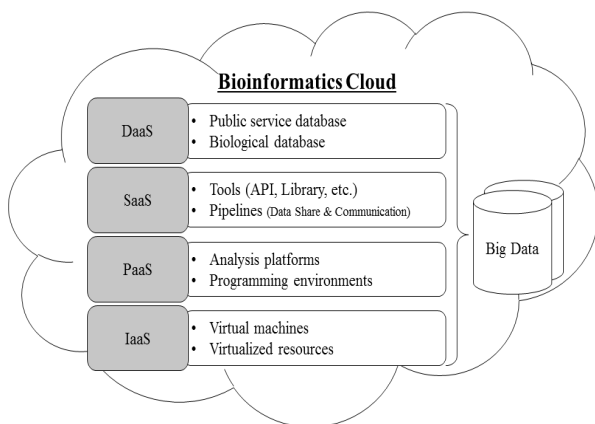 Bioinformatics Cloud
DaaS
• Public service database
• Biological database
SaaS
• Tools (API, Library, etc.)
• Pipelines (Data Share & Communication)
PaaS
• Analysis platforms
• Programming environments
IaaS
• Virtual machines
• Virtualized resources
Big Data